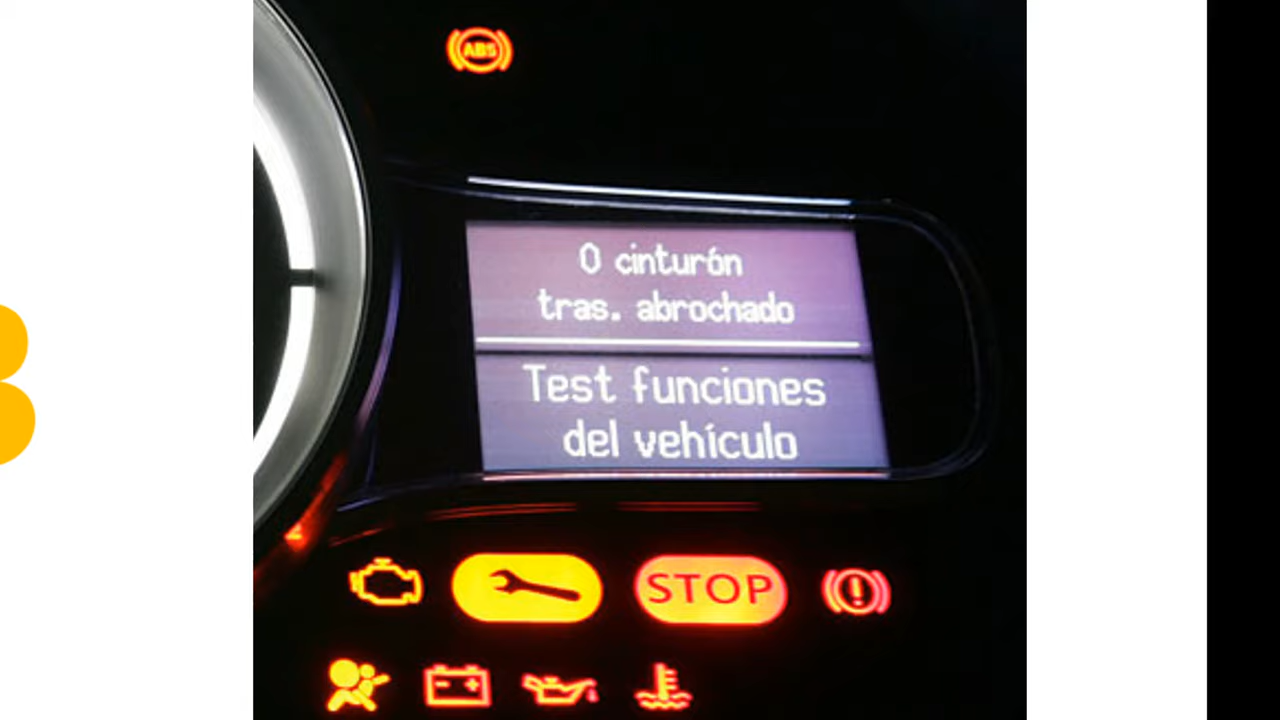 ABS
0 cinturón
tras. abrochado
Test funciones
del vehículo
STOP